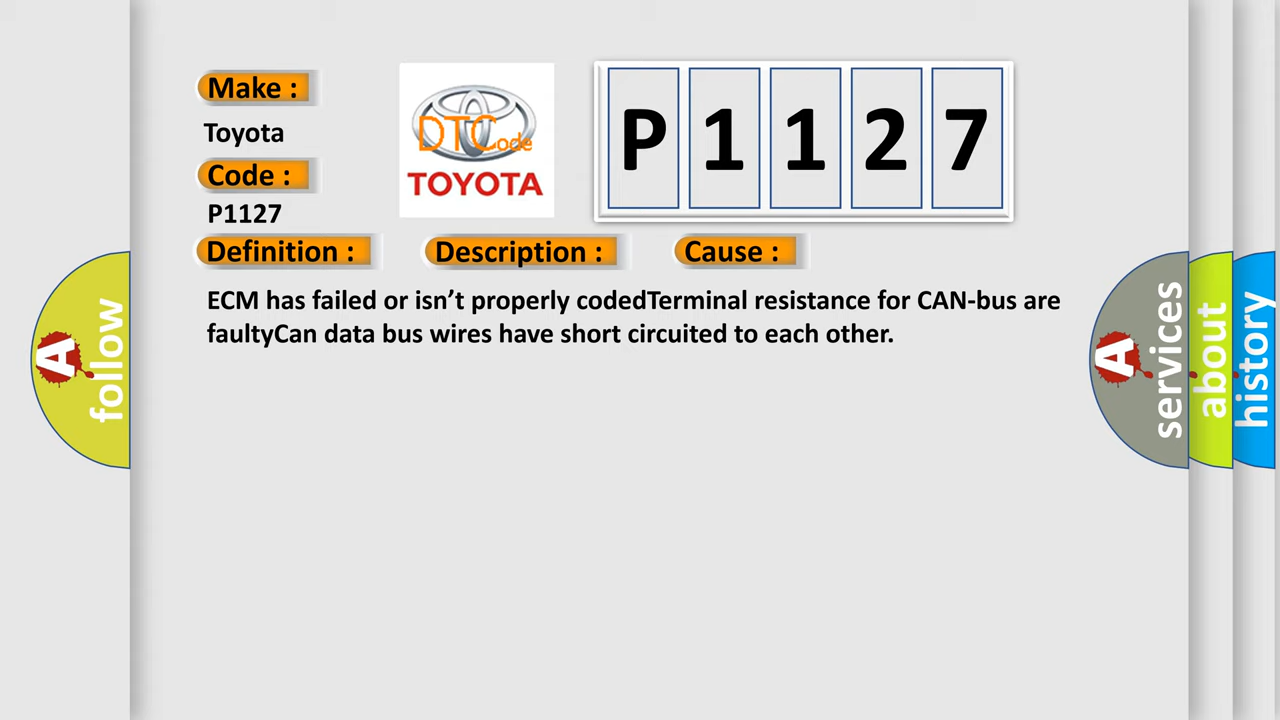 Make :
Toyota
Code :
P1127
DTCode
TOYOTA
P 1 1 2 7
Definition :
Description :
Cause :
ECM has failed or isn’t properly codedTerminal resistance for CAN-bus are
faultyCan data bus wires have short circuited to each other.
A follow
A services
about
history